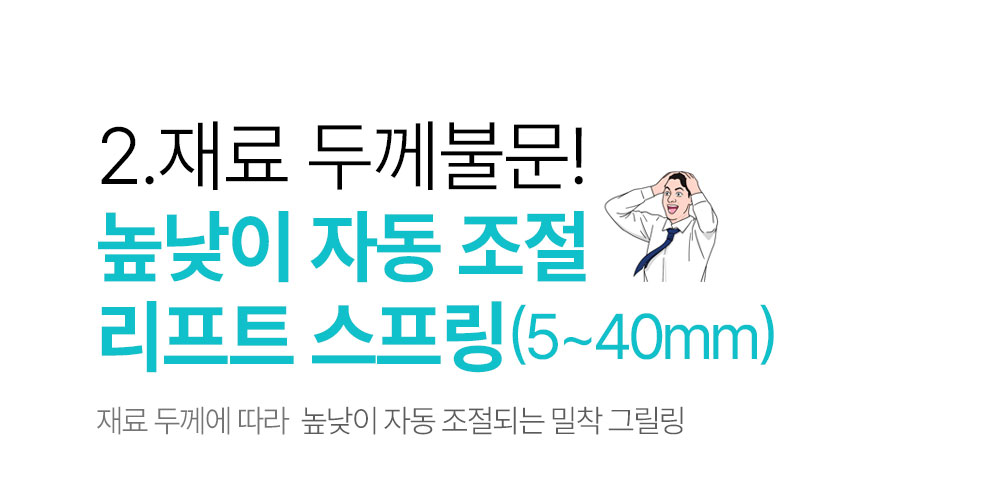 2.재료 두께불문!
높낮이 자동 조절
리프트 스프링(5~40mm)
재료 두께에 따라 높낮이 자동 조절되는 밀착 그릴링